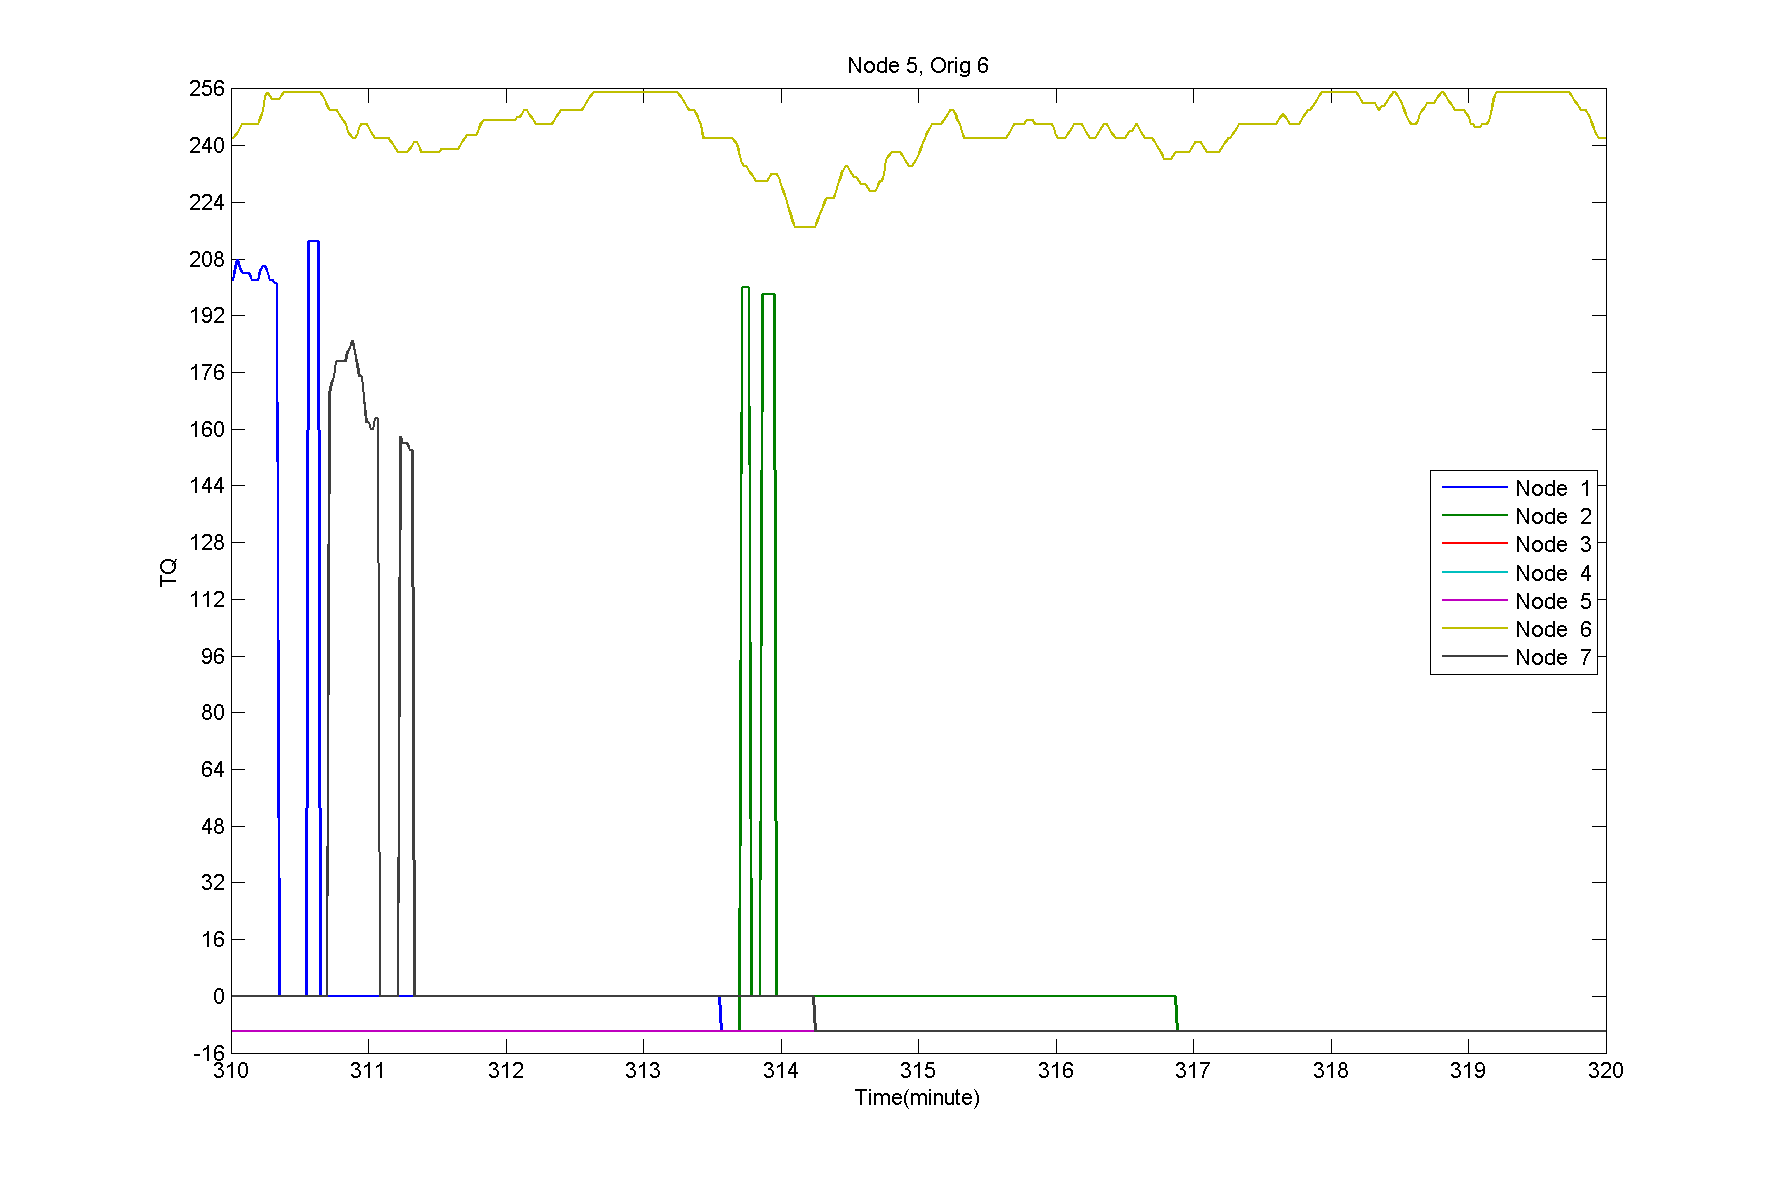 Node 5, Orig 6
256
240
224
208
192
176
160
144
128
112
96
80
64
48
32
16
0
-16
TQ
Node 1
Node 2
Node 3
Node 4
Node 5
Node 6
Node 7
310 311 312 313 314 315 316 317 318 319 320
Time(minute)